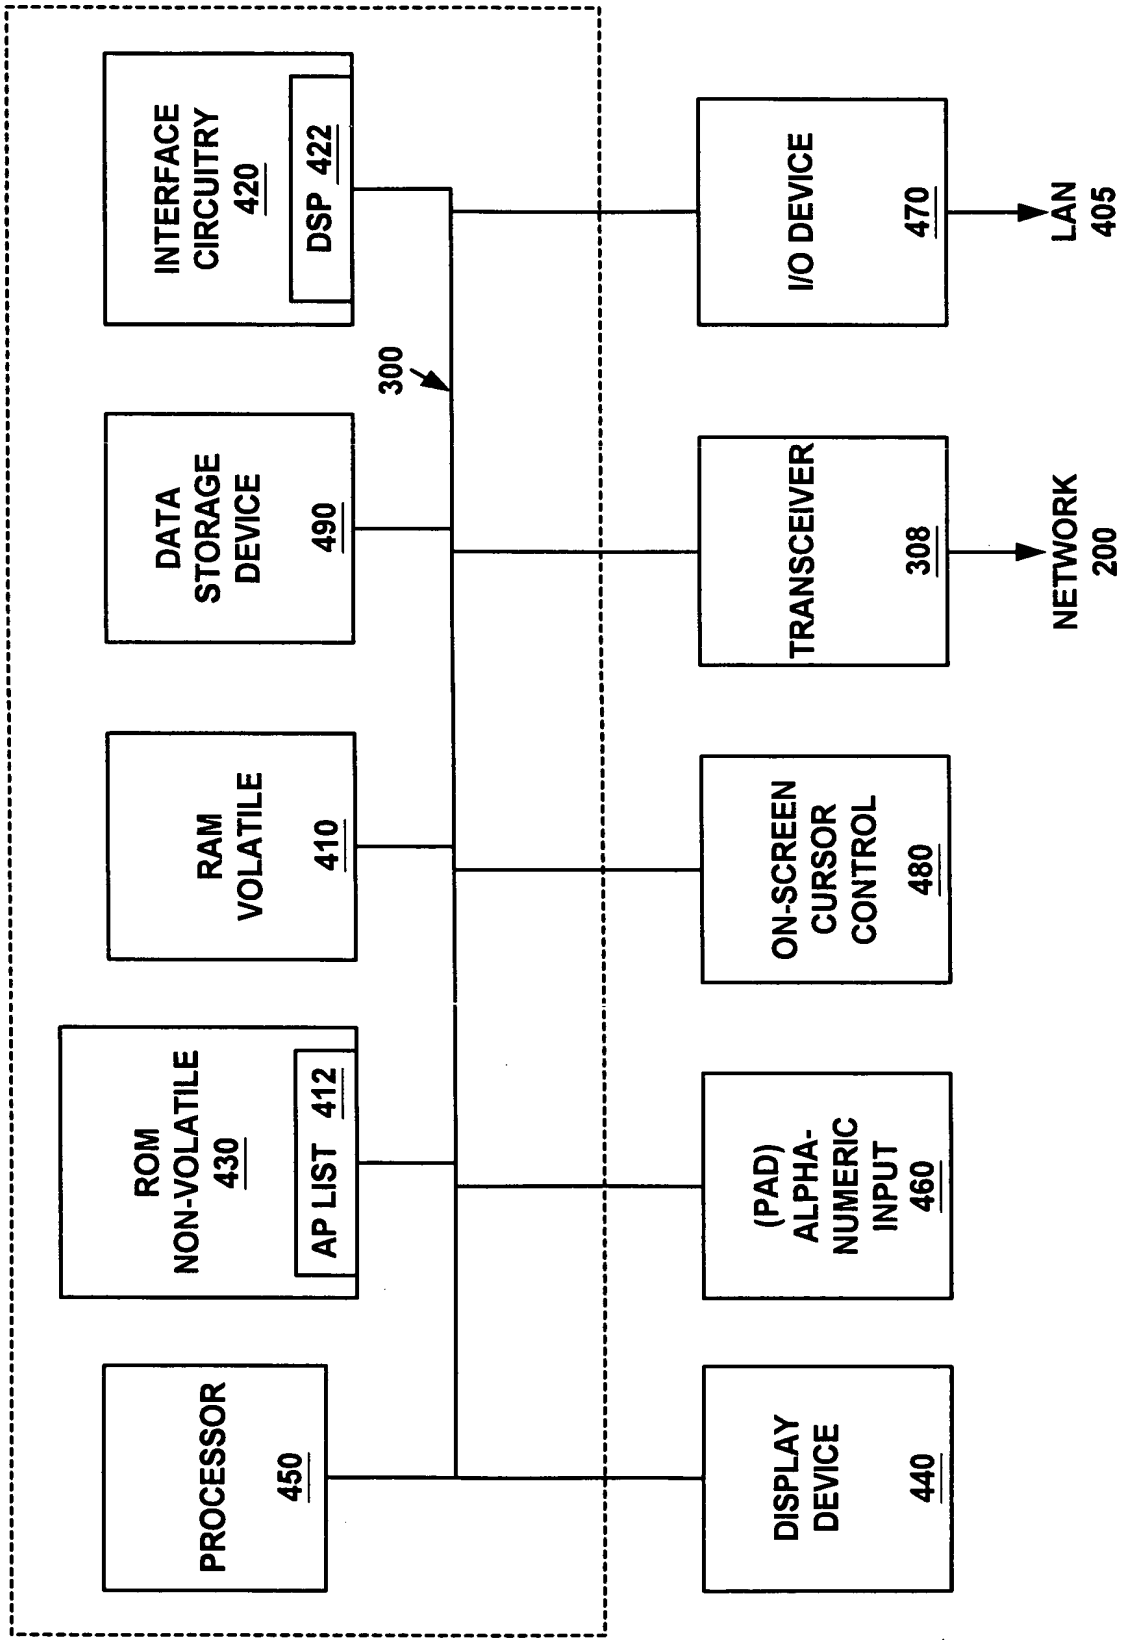 PROCESSOR
450
ROM
NON-VOLATILE
430
AP LIST 412
RAM
VOLATILE
410
DATA
STORAGE
DEVICE
490
INTERFACE
CIRCUITRY
420
DSP 422
300
DISPLAY
DEVICE
440
(PAD)
ALPHA-
NUMERIC
INPUT
460
ON-SCREEN
CURSOR
CONTROL
480
TRANSCEIVER
308
I/O DEVICE
470
NETWORK
200
LAN
405